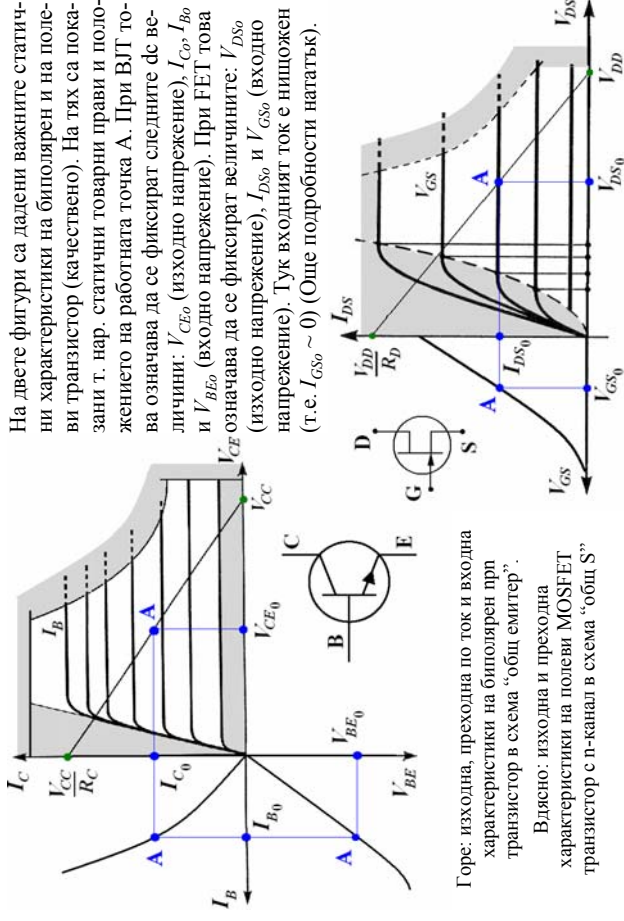 На двете фигури са дадени важните статич-
ни характеристики на биполярен и на поле-
ви транзистор (качествено). На тях са пока-
зани т. нар. статични товарни прави и поло-
жението на работната точка А. При BJT то-
ва означава да се фиксират следните dc ве-
личини: V_CEo (изходно напрежение), I_Co, I_Bo
и V_BEo (входно напрежение). При FET това
означава да се фиксират величините: V_DSo
(изходно напрежение), I_DSo и V_GSo (входно
напрежение). Тук входният ток е нищожен
(т.е. I_GSo ~ 0) (Още подробности нататък).
I_C
V_CC
R_C
I_C0
I_B
A
A
V_CE
V_CC
V_CE0
I_B
I_B0
A
V_BE0
V_BE
B
C
E
Горе: изходна, преходна по ток и входна
характеристики на биполярен npn
транзистор в схема “общ емитер”.
Вдясно: изходна и преходна
характеристики на полеви MOSFET
транзистор с n-канал в схема “общ S”
I_DS
V_DD
R_D
V_GS
A
A
I_DS0
V_GS
V_GS0
V_DS0
V_DD
V_DS
D
G
S